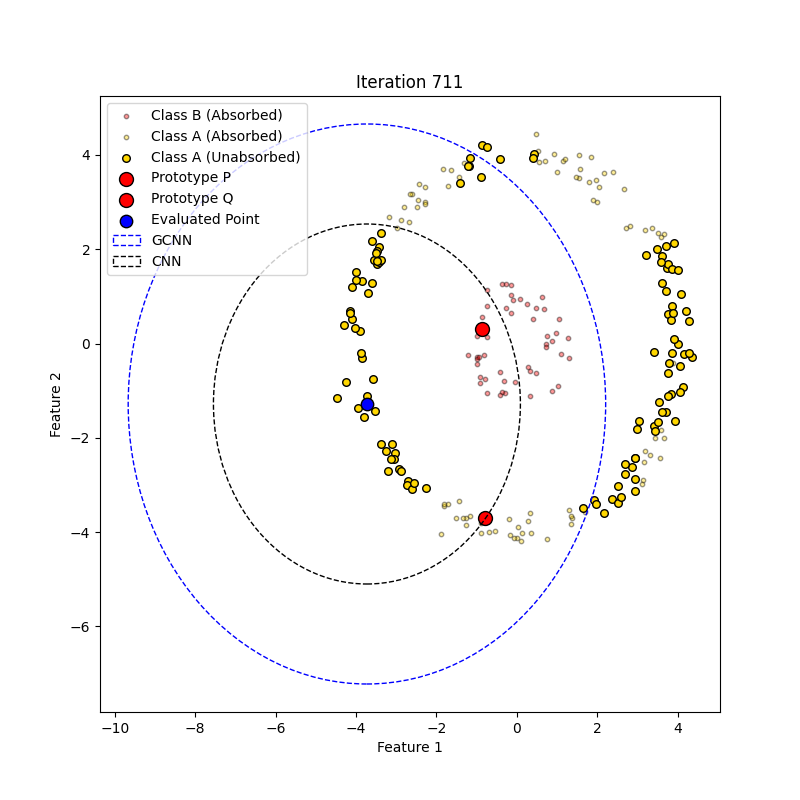 Iteration 711
Class B (Absorbed)
Class A (Absorbed)
Class A (Unabsorbed)
Prototype P
Prototype Q
Evaluated Point
GCNN
CNN
4
2
0
−2
−4
−6
Feature 2
−10 −8 −6 −4 −2 0 2 4
Feature 1